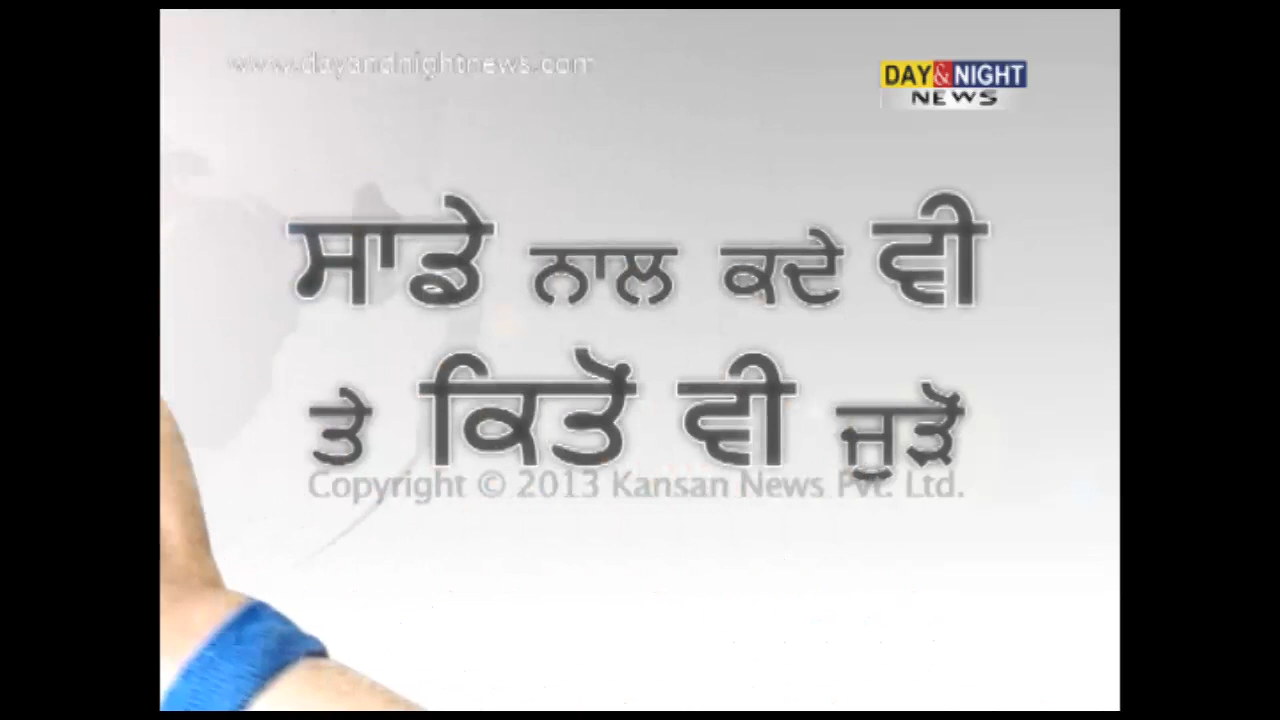 www.dayandnightnews.com
DAY&NIGHT
NEWS
ਸਾਡੇ ਨਾਲ ਕਦੇ ਵੀ
ਤੇ ਕਿਤੋਂ ਵੀ ਜੁੜੋਂ
Copyright © 2013 Kansan News Pvt. Ltd.